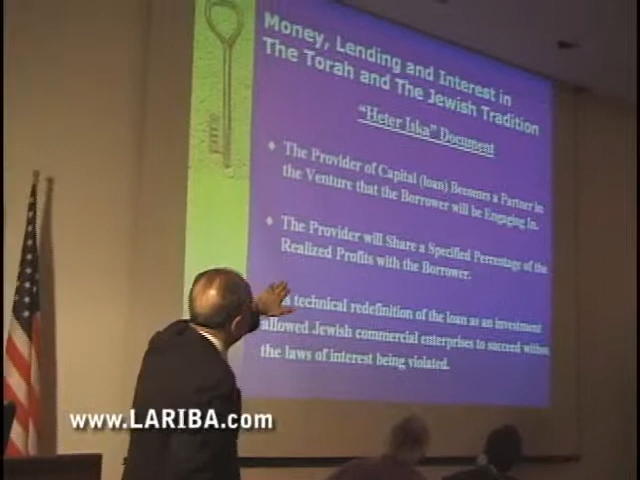 Money, Lending and Interest in
The Torah and The Jewish Tradition
"Heter Iska" Document
The Provider of Capital (loan) Becomes a Partner in
the Venture that the Borrower will be Engaging In.
The Provider will Share a Specified Percentage of the
Realized Profits with the Borrower.
technical redefinition of the loan as an investment
allowed Jewish commercial enterprises to succeed without
the laws of interest being violated.
www.LARIBA.com